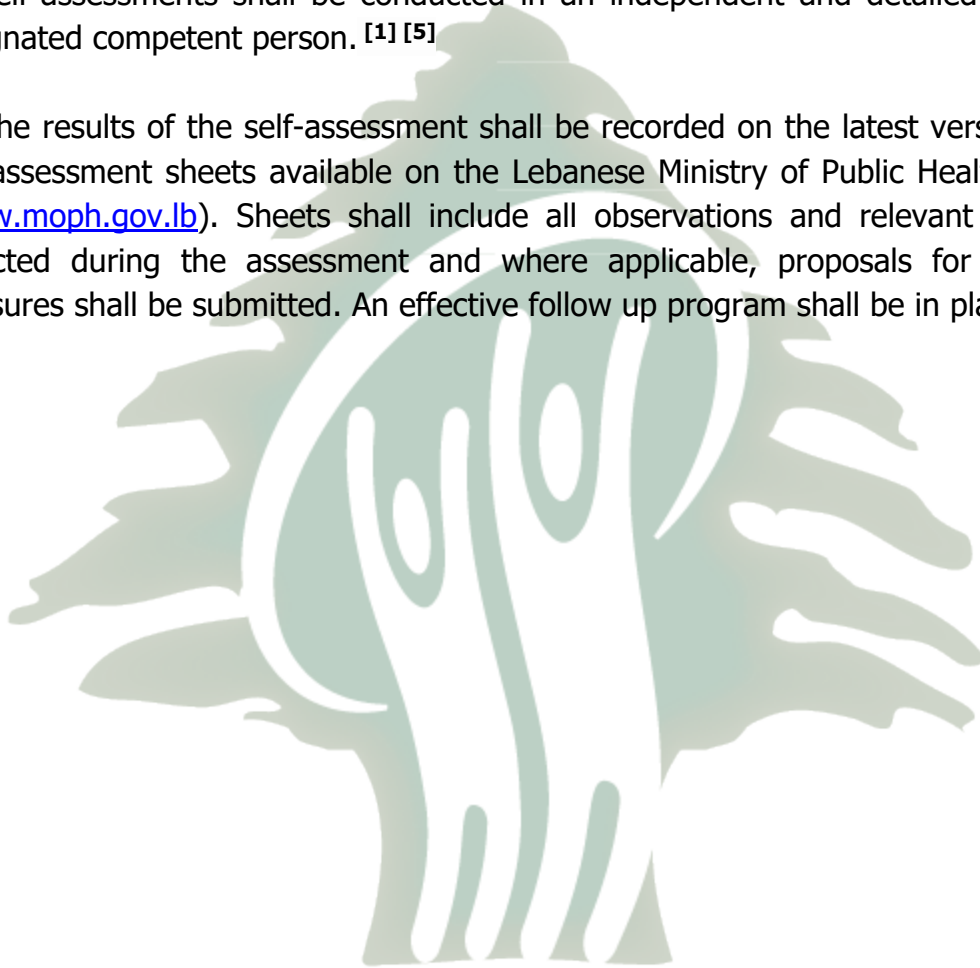 elf assessments shall be conducted in an independent and detailed
gnated competent person. [1] [5]
he results of the self-assessment shall be recorded on the latest vers
assessment sheets available on the Lebanese Ministry of Public Heal
w.moph.gov.lb). Sheets shall include all observations and relevant
cted during the assessment and where applicable, proposals for
sures shall be submitted. An effective follow up program shall be in pla